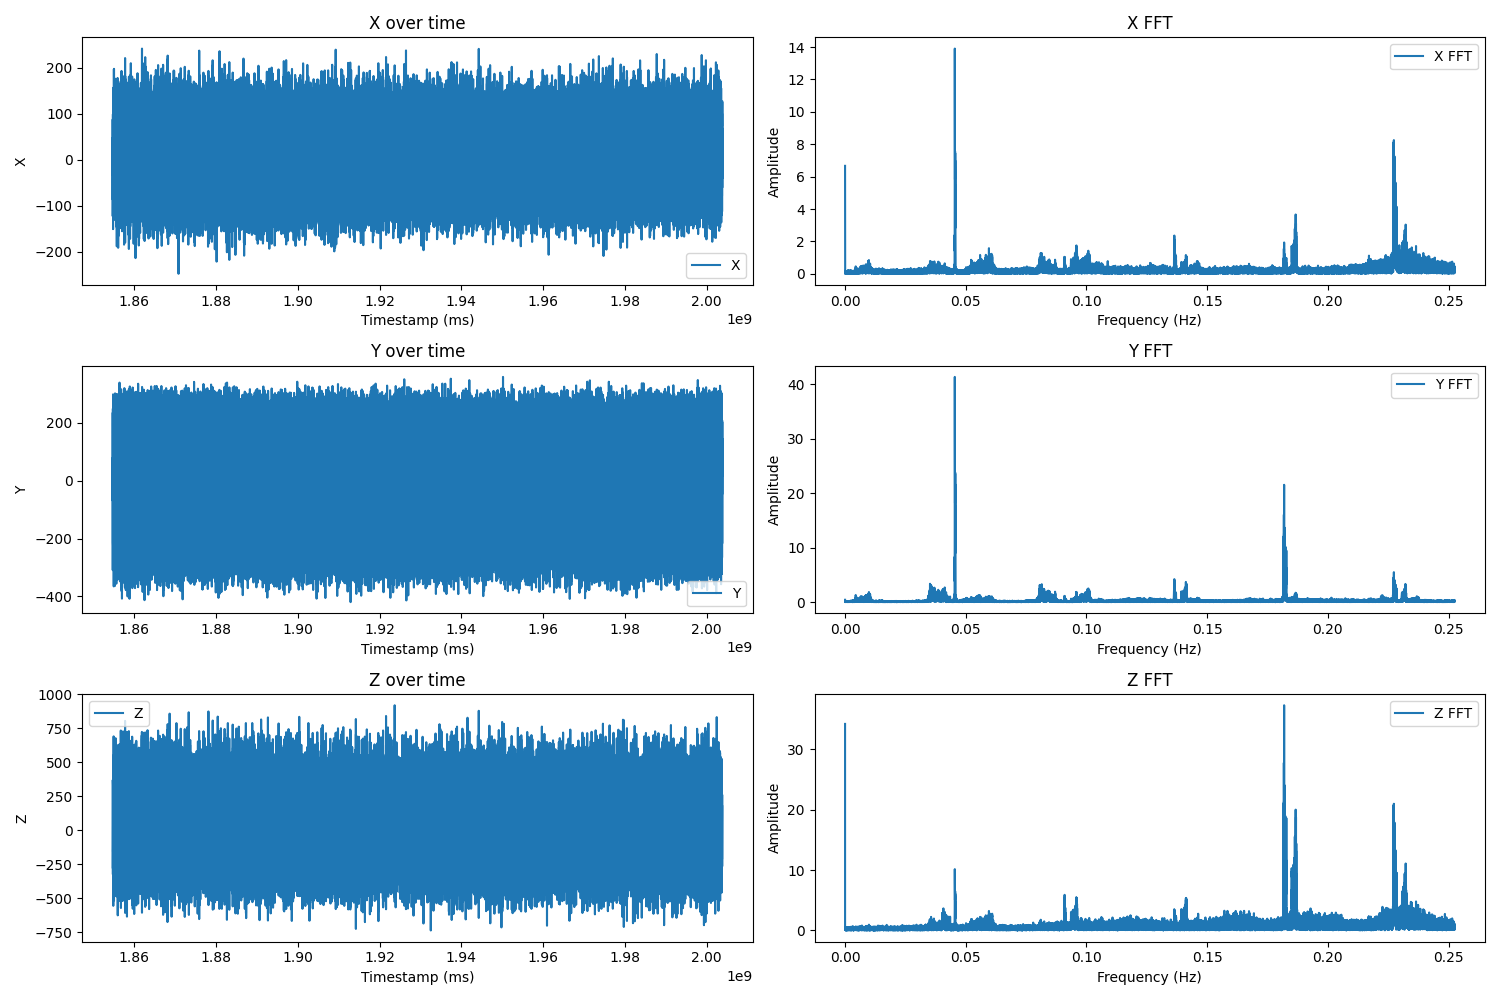 X over time
X FFT
X
200
100
0
−100
−200
X
1.86 1.88 1.90 1.92 1.94 1.96 1.98 2.00
1e9
Timestamp (ms)
Amplitude
14
12
10
8
6
4
2
0
X FFT
0.00 0.05 0.10 0.15 0.20 0.25
Frequency (Hz)
Y over time
Y FFT
Y
200
0
−200
−400
Y
1.86 1.88 1.90 1.92 1.94 1.96 1.98 2.00
1e9
Timestamp (ms)
Amplitude
40
30
20
10
0
Y FFT
0.00 0.05 0.10 0.15 0.20 0.25
Frequency (Hz)
Z over time
Z FFT
Z
1000
750
500
250
0
−250
−500
−750
Z
1.86 1.88 1.90 1.92 1.94 1.96 1.98 2.00
1e9
Timestamp (ms)
Amplitude
30
20
10
0
Z FFT
0.00 0.05 0.10 0.15 0.20 0.25
Frequency (Hz)